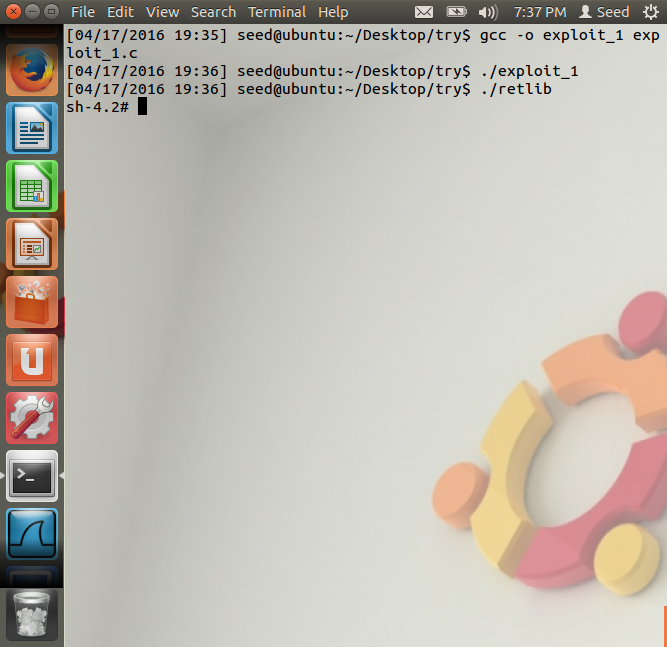 File Edit View Search Terminal Help 7:37 PM Seed
[04/17/2016 19:35] seed@ubuntu:~/Desktop/try$ gcc -o exploit_1 exp
loit_1.c
[04/17/2016 19:36] seed@ubuntu:~/Desktop/try$ ./exploit_1
[04/17/2016 19:36] seed@ubuntu:~/Desktop/try$ ./retlib
sh-4.2#